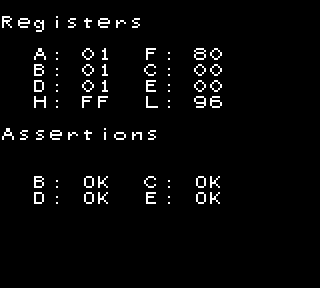 Registers
A: 01 F: 80
B: 01 C: 00
D: 01 E: 00
H: FF L: 96
Assertions
B: OK C: OK
D: OK E: OK